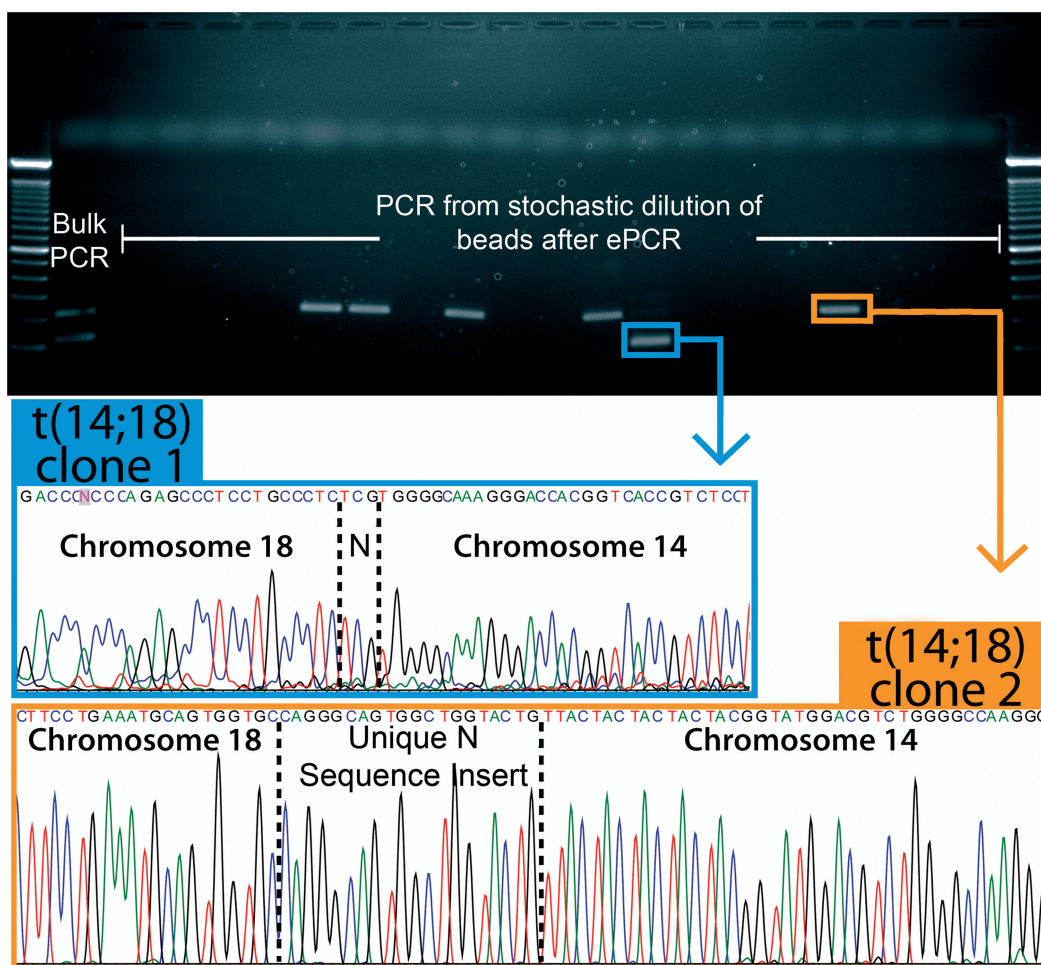 Bulk
PCR
PCR from stochastic dilution of
beads after ePCR
t(14;18)
clone 1
GACCCNCCCAGAGCCCTCCTGCCCTCTCGTGGGGCAAAGGGACCACGGTCACCGTCTCCT
Chromosome 18
N
Chromosome 14
t(14;18)
clone 2
CTTCCTGAAATGCAGTGGTGCCAGGGCAGTGGCTGGTACTGTTACTACTACTACTACGGTATGGACGTCTGGGGCCAAGGG
Chromosome 18
Unique N
Sequence Insert
Chromosome 14